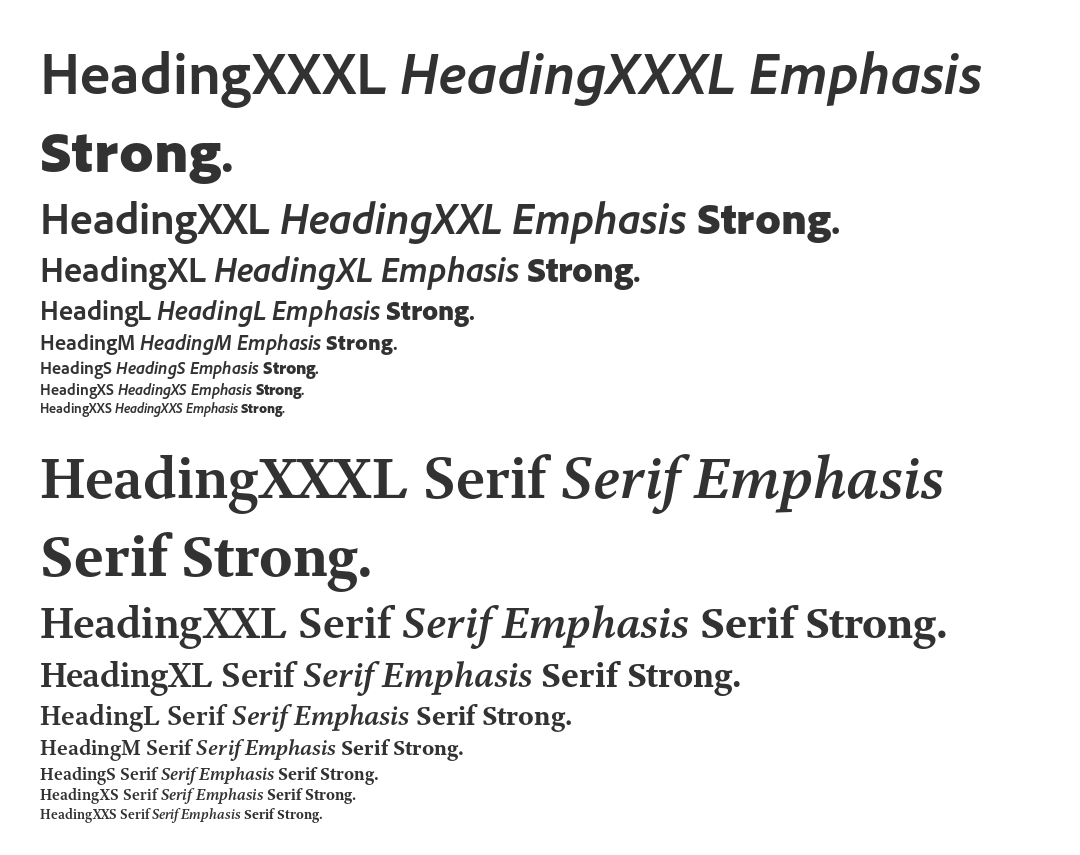 HeadingXXXL HeadingXXXL Emphasis
Strong.
HeadingXXL HeadingXXL Emphasis Strong.
HeadingXL HeadingXL Emphasis Strong.
HeadingL HeadingL Emphasis Strong.
HeadingM HeadingM Emphasis Strong.
HeadingS HeadingS Emphasis Strong.
HeadingXS HeadingXS Emphasis Strong.
HeadingXXS HeadingXXS Emphasis Strong.
HeadingXXXL Serif Serif Emphasis
Serif Strong.
HeadingXXL Serif Serif Emphasis Serif Strong.
HeadingXL Serif Serif Emphasis Serif Strong.
HeadingL Serif Serif Emphasis Serif Strong.
HeadingM Serif Serif Emphasis Serif Strong.
HeadingS Serif Serif Emphasis Serif Strong.
HeadingXS Serif Serif Emphasis Serif Strong.
HeadingXXS Serif Serif Emphasis Serif Strong.